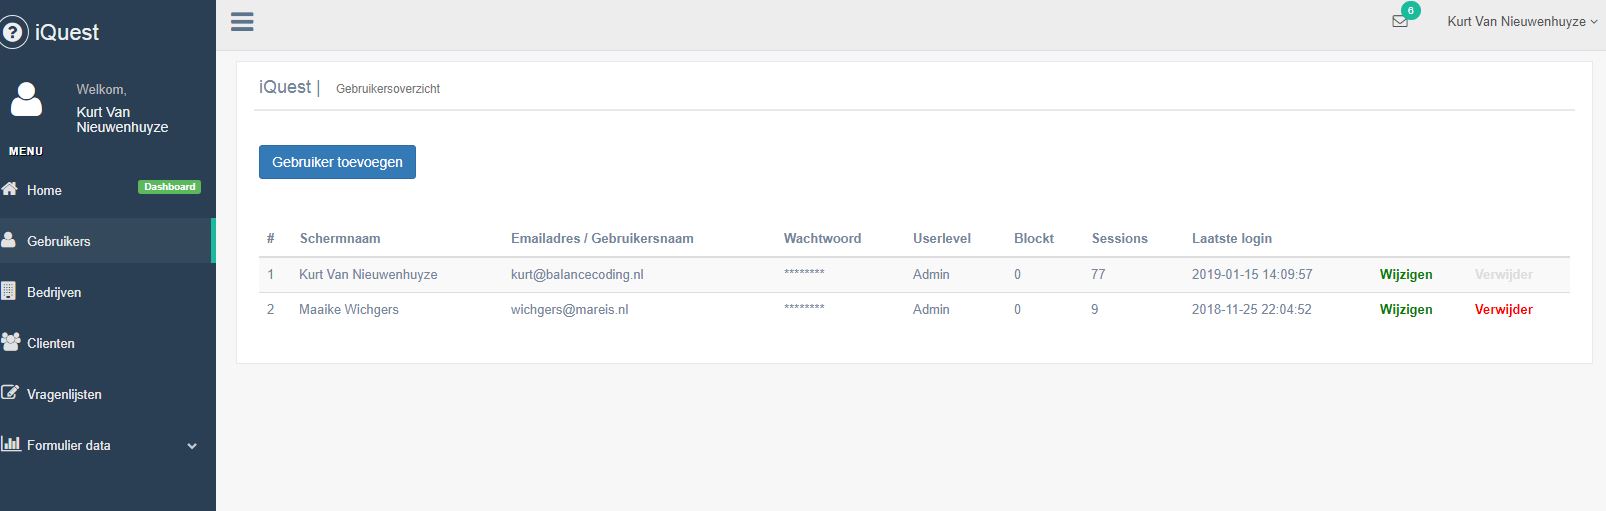 iQuest
6
Kurt Van Nieuwenhuyze
Welkom,
Kurt Van
Nieuwenhuyze
MENU
Home Dashboard
Gebruikers
Bedrijven
Clienten
Vragenlijsten
Formulier data
iQuest | Gebruikersoverzicht
Gebruiker toevoegen
# Schermnaam Emailadres / Gebruikersnaam Wachtwoord Userlevel Blockt Sessions Laatste login
1 Kurt Van Nieuwenhuyze kurt@balancecoding.nl ******** Admin 0 77 2019-01-15 14:09:57 Wijzigen Verwijder
2 Maaike Wichgers wichgers@mareis.nl ******** Admin 0 9 2018-11-25 22:04:52 Wijzigen Verwijder